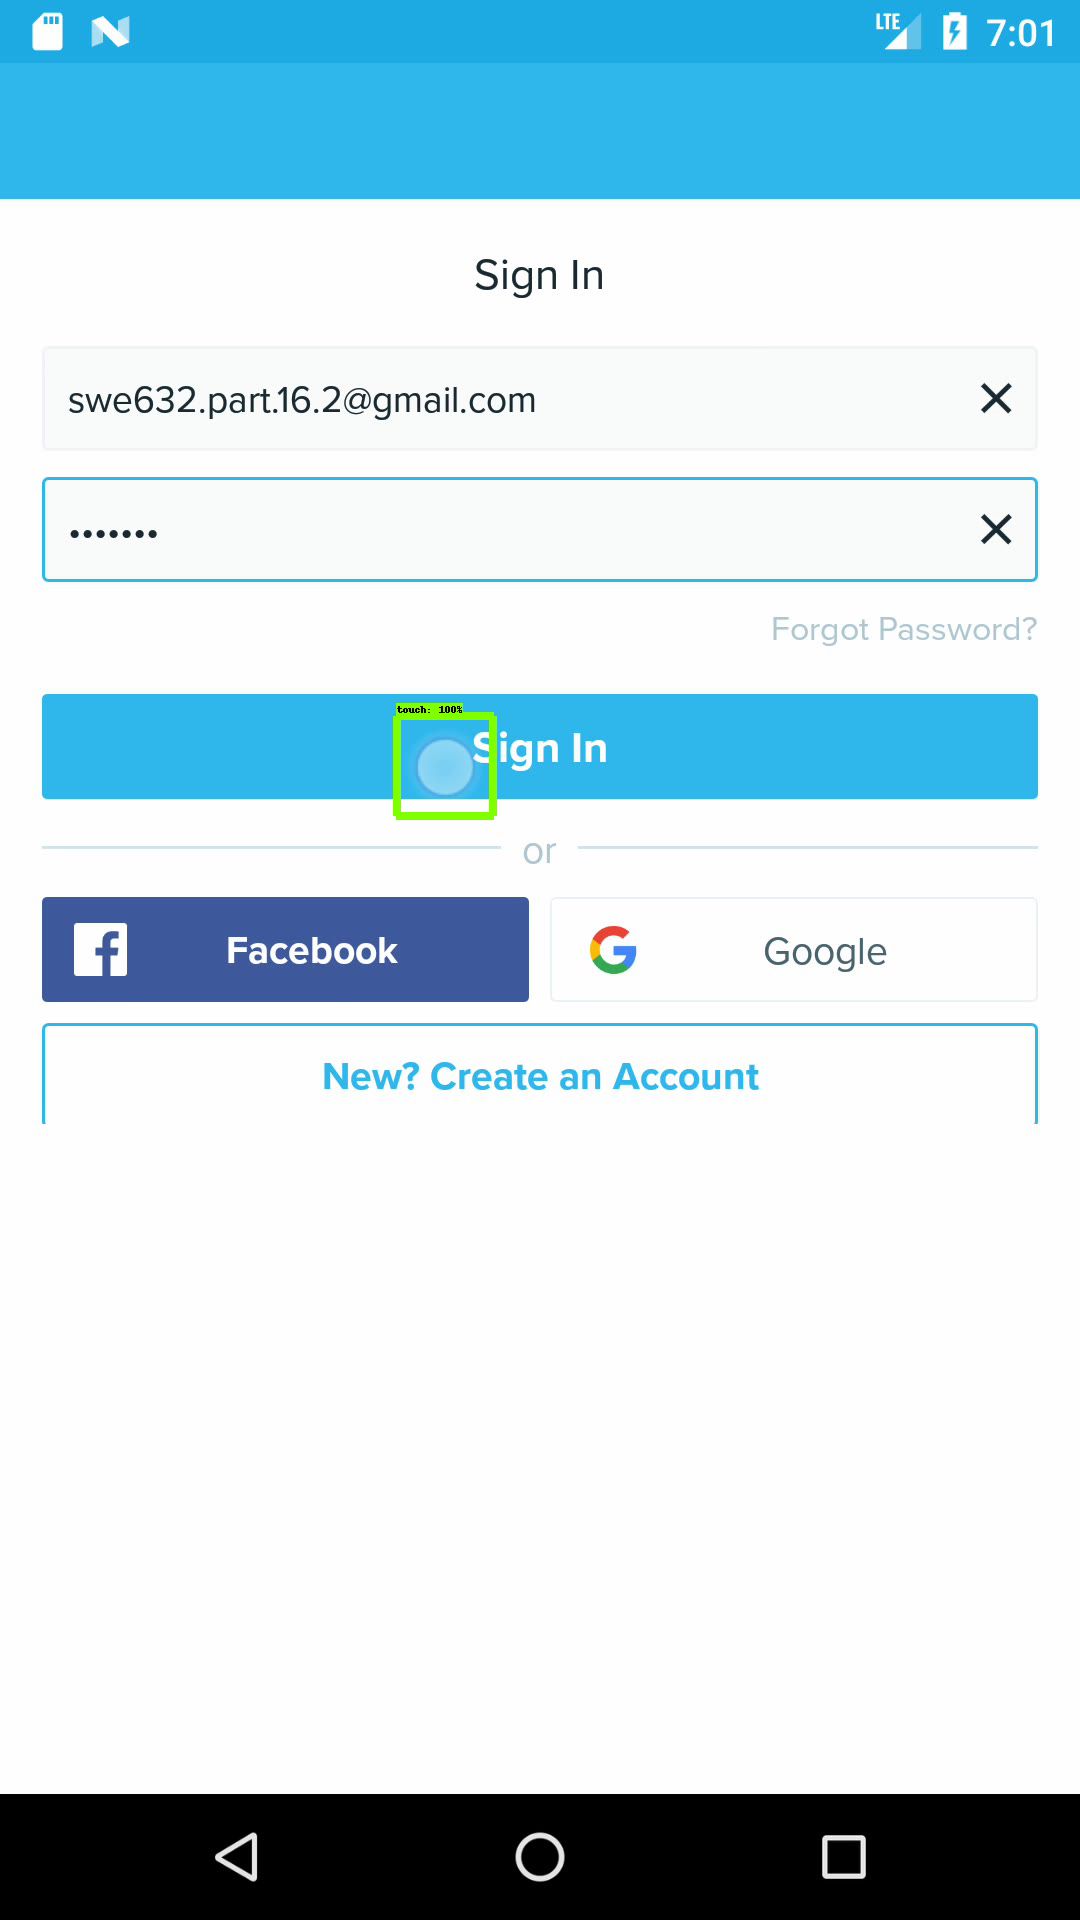 LTE 7:01
Sign In
swe632.part.16.2@gmail.com
•••••••
Forgot Password?
touch: 100%
Sign In
or
Facebook
Google
New? Create an Account